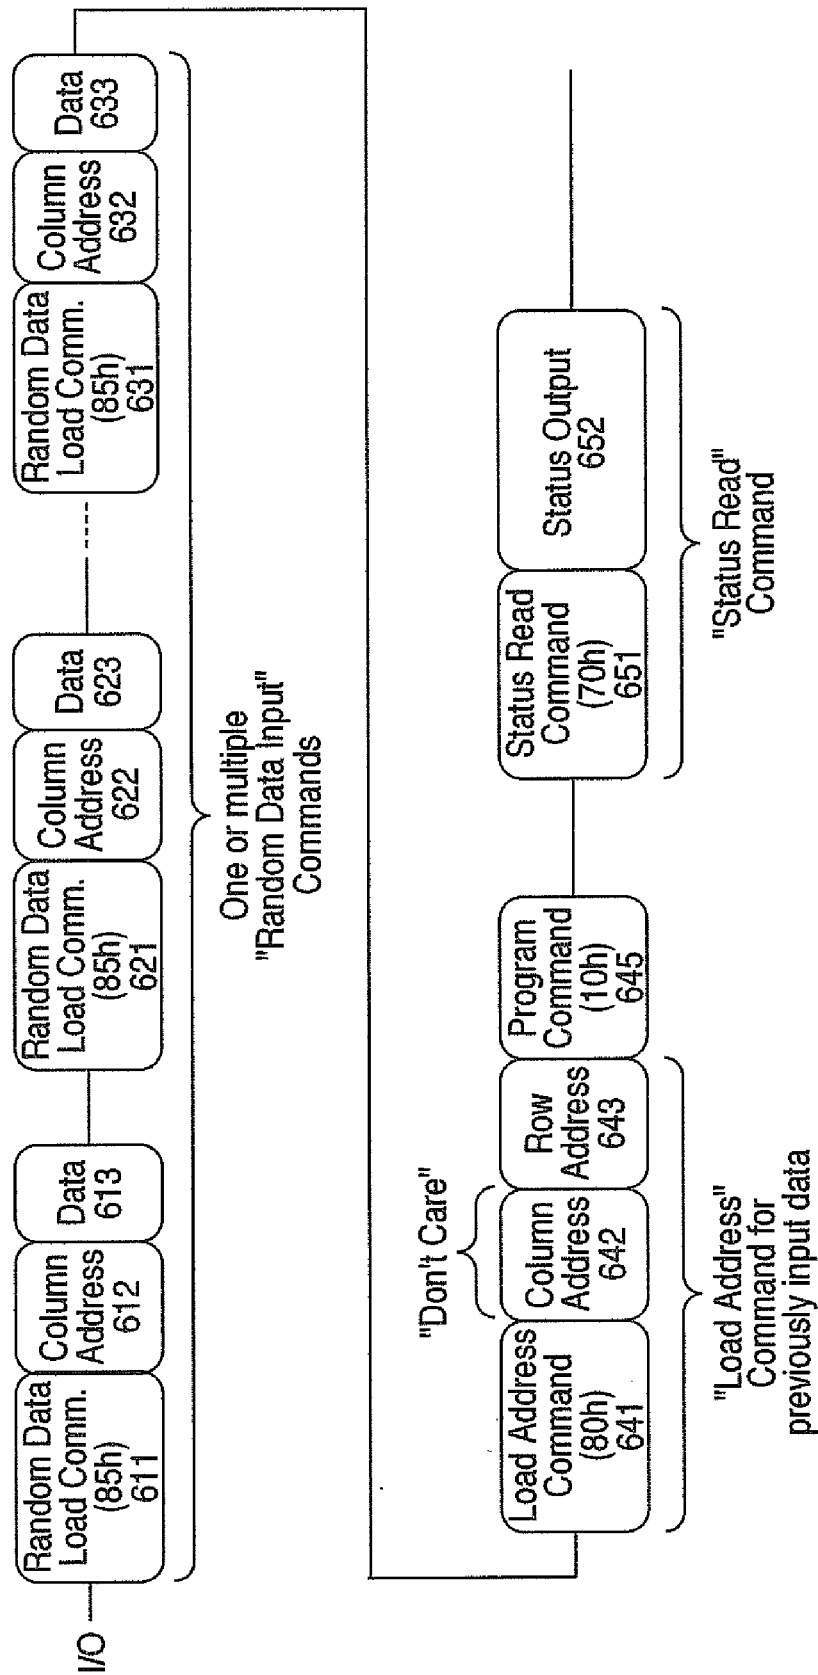 I/O
Random Data
Load Comm.
(85h)
611
Column
Address
612
Data
613
Random Data
Load Comm.
(85h)
621
Column
Address
622
Data
623
Random Data
Load Comm.
(85h)
631
Column
Address
632
Data
633
One or multiple
"Random Data Input"
Commands
Load Address
Command
(80h)
641
"Don't Care"
Column
Address
642
Row
Address
643
"Load Address"
Command for
previously input data
Program
Command
(10h)
645
Status Read
Command
(70h)
651
Status Output
652
"Status Read"
Command